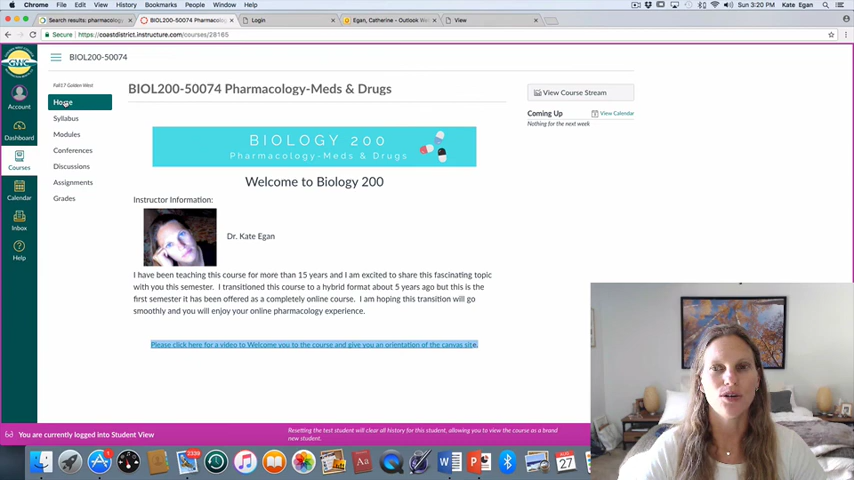 Chrome File Edit View History Bookmarks People Window Help
Sun 3:20 PM Kate Egan
Search results: pharmacolog
BIOL200-50074 Pharmacolog
Login
Egan, Catherine - Outlook We
View
Secure https://coastdistrict.instructure.com/courses/28165
GWC
BIOL200-50074
Account
Dashboard
Courses
Calendar
Inbox
Help
Fall17 Golden West
Home
Syllabus
Modules
Conferences
Discussions
Assignments
Grades
BIOL200-50074 Pharmacology-Meds & Drugs
BIOLOGY 200
Pharmacology-Meds & Drugs
Welcome to Biology 200
Instructor Information:
Dr. Kate Egan
I have been teaching this course for more than 15 years and I am excited to share this fascinating topic
with you this semester. I transitioned this course to a hybrid format about 5 years ago but this is the
first semester it has been offered as a completely online course. I am hoping this transition will go
smoothly and you will enjoy your online pharmacology experience.
Please click here for a video to Welcome you to the course and give you an orientation of the canvas site.
View Course Stream
Coming Up
View Calendar
Nothing for the next week
You are currently logged into Student View
Resetting the test student will clear all history for this student, allowing you to view the course as a brand
new student.
2339
AUG
27